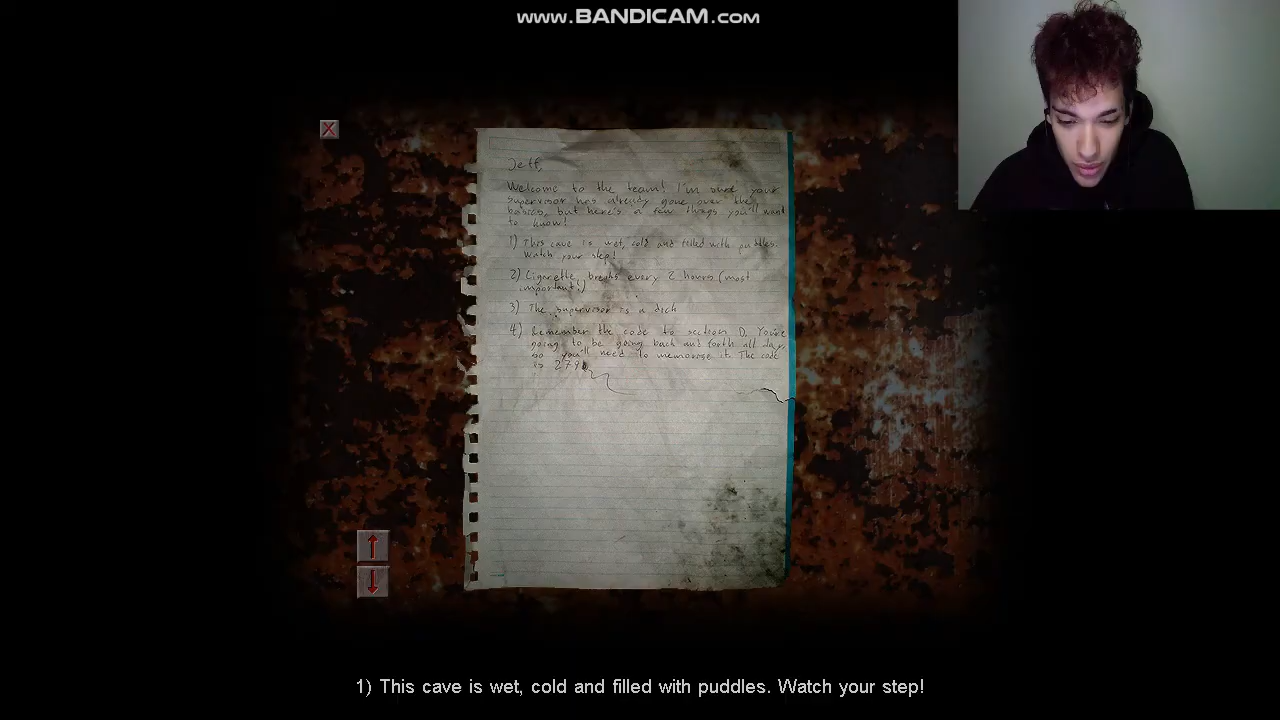 www.BANDICAM.com
X
Jeff,
Welcome to the team! I'm sure your
supervisor has already gone over the
basics, but here's a few things you'll want
to know!
1) This cave is wet, cold and filled with puddles.
Watch your step!
2) Cigarette breaks every 2 hours (most
important!)
3) The supervisor is a dick
4) Remember the code to section D. You're
going to be going back and forth all day,
so you'll need to memorose it. The code
is 279
1) This cave is wet, cold and filled with puddles. Watch your step!